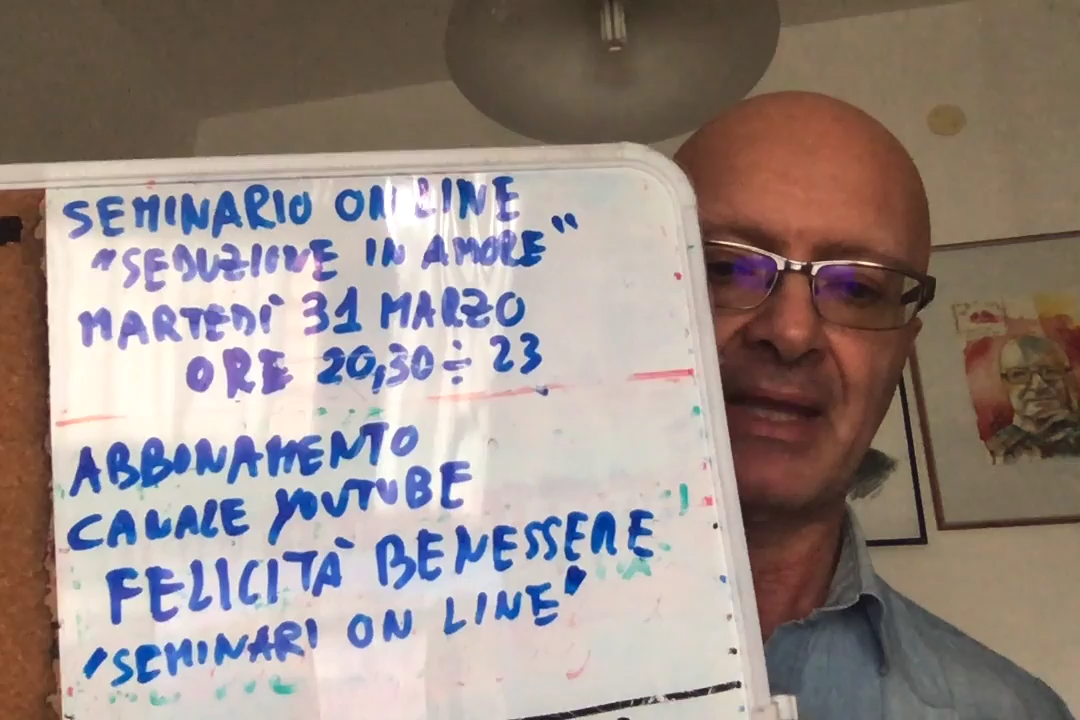 SEMINARIO ON LINE
"SEDUZIONE IN AMORE"
MARTEDÌ 31 MARZO
ORE 20,30 ÷ 23
ABBONAMENTO
CANALE YOUTUBE
FELICITÀ BENESSERE
"SEMINARI ON LINE"